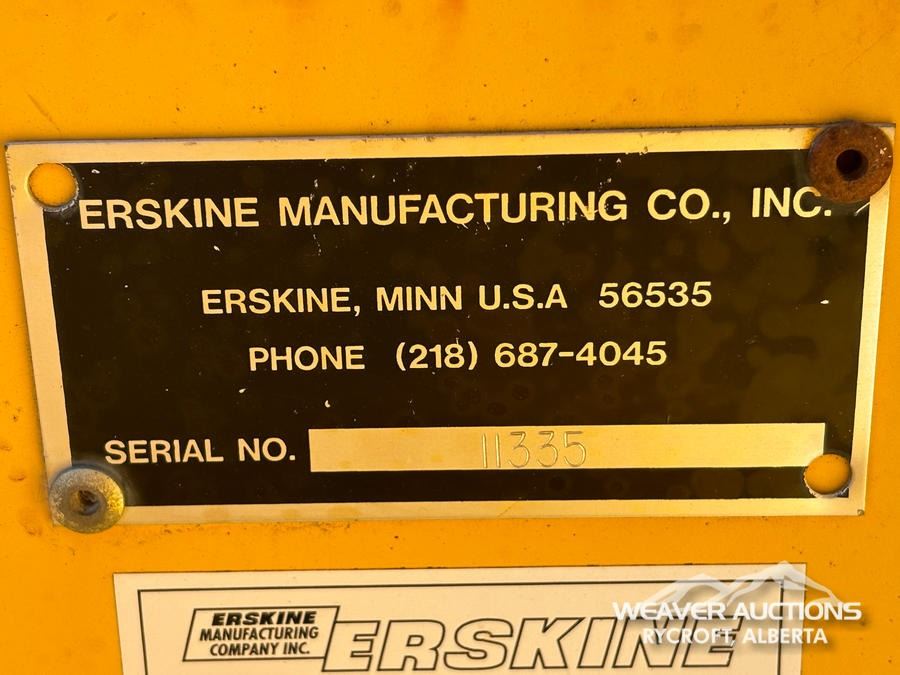 ERSKINE MANUFACTURING CO., INC.
ERSKINE, MINN U.S.A 56535
PHONE (218) 687-4045
SERIAL NO. 11335
ERSKINE
MANUFACTURING
COMPANY INC.
ERSKINE
WEAVER AUCTIONS
RYCROFT, ALBERTA